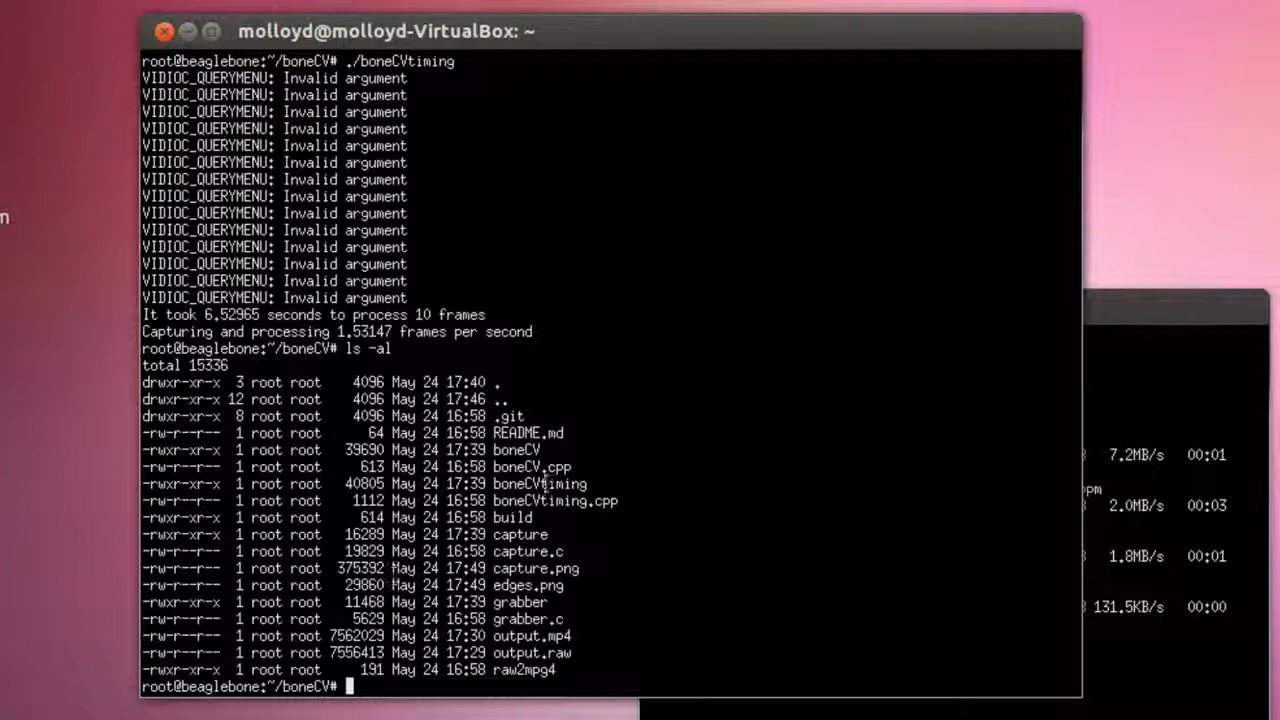 molloyd@molloyd-VirtualBox: ~
root@beaglebone:~/boneCV# ./boneCVtiming
VIDIOC_QUERYMENU: Invalid argument
VIDIOC_QUERYMENU: Invalid argument
VIDIOC_QUERYMENU: Invalid argument
VIDIOC_QUERYMENU: Invalid argument
VIDIOC_QUERYMENU: Invalid argument
VIDIOC_QUERYMENU: Invalid argument
VIDIOC_QUERYMENU: Invalid argument
VIDIOC_QUERYMENU: Invalid argument
VIDIOC_QUERYMENU: Invalid argument
VIDIOC_QUERYMENU: Invalid argument
VIDIOC_QUERYMENU: Invalid argument
VIDIOC_QUERYMENU: Invalid argument
VIDIOC_QUERYMENU: Invalid argument
VIDIOC_QUERYMENU: Invalid argument
It took 6.52965 seconds to process 10 frames
Capturing and processing 1.53147 frames per second
root@beaglebone:~/boneCV# ls -al
total 15336
drwxr-xr-x 3 root root 4096 May 24 17:40 .
drwxr-xr-x 12 root root 4096 May 24 17:46 ..
drwxr-xr-x 8 root root 4096 May 24 16:58 .git
-rw-r--r-- 1 root root 64 May 24 16:58 README.md
-rwxr-xr-x 1 root root 39690 May 24 17:39 boneCV
-rw-r--r-- 1 root root 613 May 24 16:58 boneCV.cpp
-rwxr-xr-x 1 root root 40805 May 24 17:39 boneCVtiming
-rw-r--r-- 1 root root 1112 May 24 16:58 boneCVtiming.cpp
-rwxr-xr-x 1 root root 614 May 24 16:58 build
-rwxr-xr-x 1 root root 16289 May 24 17:39 capture
-rw-r--r-- 1 root root 19829 May 24 16:58 capture.c
-rw-r--r-- 1 root root 375392 May 24 17:49 capture.png
-rw-r--r-- 1 root root 29860 May 24 17:49 edges.png
-rwxr-xr-x 1 root root 11468 May 24 17:39 grabber
-rw-r--r-- 1 root root 5629 May 24 16:58 grabber.c
-rw-r--r-- 1 root root 7562029 May 24 17:30 output.mp4
-rw-r--r-- 1 root root 7556413 May 24 17:29 output.raw
-rwxr-xr-x 1 root root 191 May 24 16:58 raw2mpg4
root@beaglebone:~/boneCV#
7.2MB/s 00:01
2.0MB/s 00:03
1.8MB/s 00:01
131.5KB/s 00:00